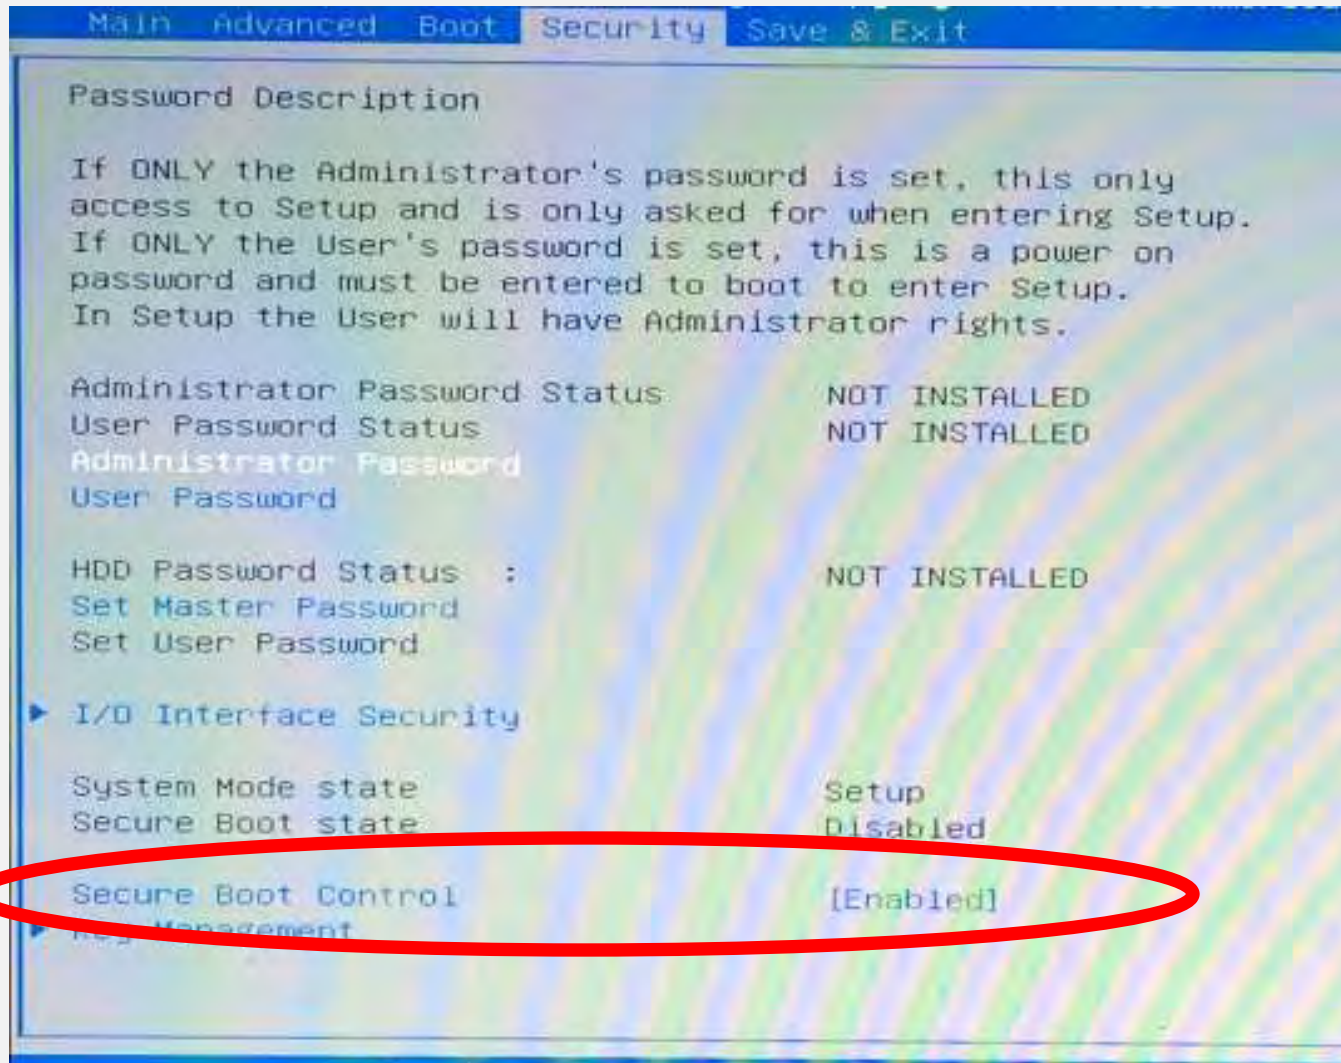 Main Advanced Boot Security Save & Exit
Password Description
If ONLY the Administrator's password is set, this only
access to Setup and is only asked for when entering Setup.
If ONLY the User's password is set, this is a power on
password and must be entered to boot to enter Setup.
In Setup the User will have Administrator rights.
Administrator Password Status NOT INSTALLED
User Password Status NOT INSTALLED
Administrator Password
User Password
HDD Password Status : NOT INSTALLED
Set Master Password
Set User Password
I/O Interface Security
System Mode state Setup
Secure Boot state Disabled
Secure Boot Control [Enabled]
Key Management